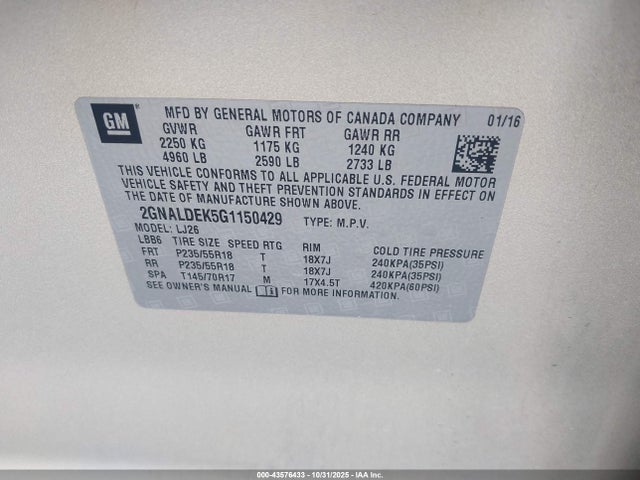 GM ®
MFD BY GENERAL MOTORS OF CANADA COMPANY 01/16
GVWR GAWR FRT GAWR RR
2250 KG 1175 KG 1240 KG
4960 LB 2590 LB 2733 LB
THIS VEHICLE CONFORMS TO ALL APPLICABLE U.S. FEDERAL MOTOR
VEHICLE SAFETY AND THEFT PREVENTION STANDARDS IN EFFECT ON
THE DATE OF MANUFACTURE SHOWN ABOVE.
2GNALDEK5G1150429 TYPE: M.P.V.
MODEL: LJ26
LBB6 TIRE SIZE SPEED RTG RIM COLD TIRE PRESSURE
FRT P235/55R18 T 18X7J 240KPA(35PSI)
RR P235/55R18 T 18X7J 240KPA(35PSI)
SPA T145/70R17 M 17X4.5T 420KPA(60PSI)
SEE OWNER'S MANUAL FOR MORE INFORMATION.
000-43576433 - 10/31/2025 - IAA Inc.